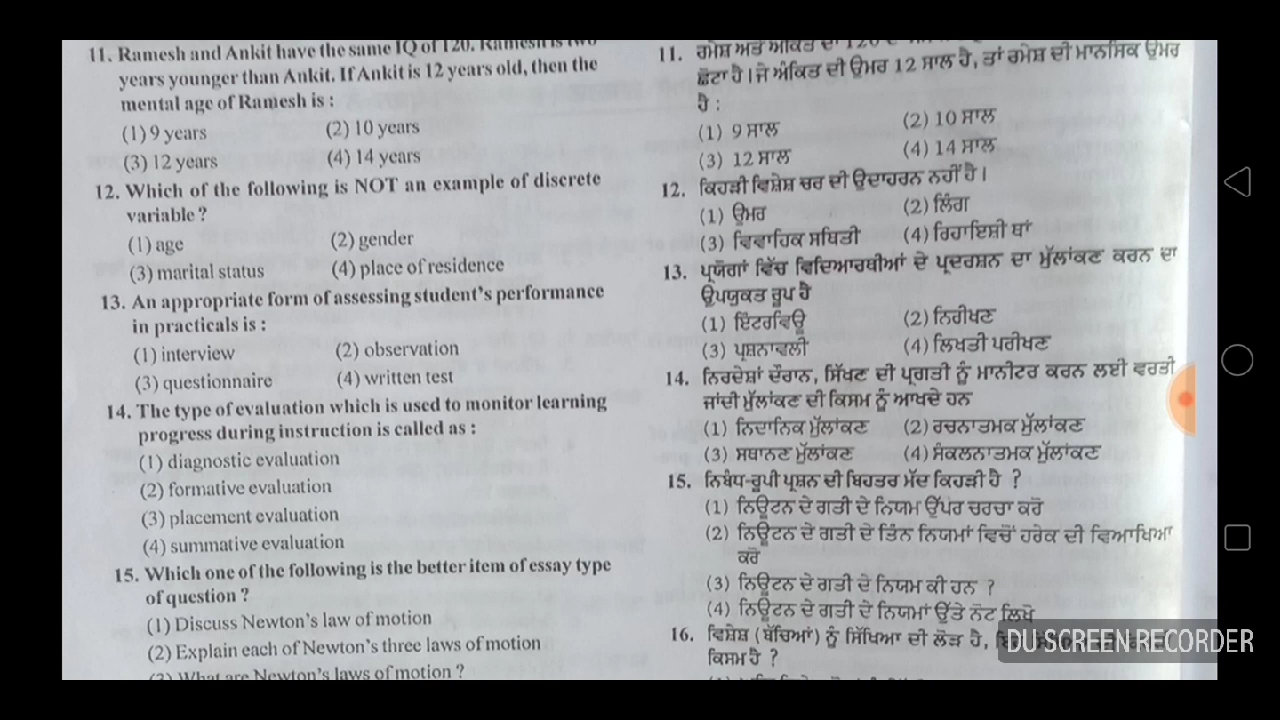 11. Ramesh and Ankit have the same IQ of 120. Ramesh is two
years younger than Ankit. If Ankit is 12 years old, then the
mental age of Ramesh is :
(1) 9 years (2) 10 years
(3) 12 years (4) 14 years
12. Which of the following is NOT an example of discrete
variable ?
(1) age (2) gender
(3) marital status (4) place of residence
13. An appropriate form of assessing student's performance
in practicals is :
(1) interview (2) observation
(3) questionnaire (4) written test
14. The type of evaluation which is used to monitor learning
progress during instruction is called as :
(1) diagnostic evaluation
(2) formative evaluation
(3) placement evaluation
(4) summative evaluation
15. Which one of the following is the better item of essay type
of question ?
(1) Discuss Newton's law of motion
(2) Explain each of Newton's three laws of motion
(3) What are Newton's laws of motion ?
11. ਰਮੇਸ਼ ਅਤੇ ਅੰਕਿਤ ਦਾ 120
ਛੋਟਾ ਹੈ। ਜੇ ਅੰਕਿਤ ਦੀ ਉਮਰ 12 ਸਾਲ ਹੈ, ਤਾਂ ਰਮੇਸ਼ ਦੀ ਮਾਨਸਿਕ ਉਮਰ
ਹੈ :
(1) 9 ਸਾਲ (2) 10 ਸਾਲ
(3) 12 ਸਾਲ (4) 14 ਸਾਲ
12. ਕਿਹੜੀ ਵਿਸ਼ੇਸ਼ ਚਰ ਦੀ ਉਦਾਹਰਨ ਨਹੀਂ ਹੈ।
(1) ਉਮਰ (2) ਲਿੰਗ
(3) ਵਿਵਾਹਿਕ ਸਥਿਤੀ (4) ਰਿਹਾਇਸ਼ੀ ਥਾਂ
13. ਪ੍ਰਯੋਗਾਂ ਵਿੱਚ ਵਿਦਿਆਰਥੀਆਂ ਦੇ ਪ੍ਰਦਰਸ਼ਨ ਦਾ ਮੁੱਲਾਂਕਣ ਕਰਨ ਦਾ
ਉਪਯੁਕਤ ਰੂਪ ਹੈ
(1) ਇੰਟਰਵਿਊ (2) ਨਿਰੀਖਣ
(3) ਪ੍ਰਸ਼ਨਾਵਲੀ (4) ਲਿਖਤੀ ਪਰੀਖਣ
14. ਨਿਰਦੇਸ਼ਾਂ ਦੌਰਾਨ, ਸਿੱਖਣ ਦੀ ਪ੍ਰਗਤੀ ਨੂੰ ਮਾਨੀਟਰ ਕਰਨ ਲਈ ਵਰਤੀ
ਜਾਂਦੀ ਮੁੱਲਾਂਕਣ ਦੀ ਕਿਸਮ ਨੂੰ ਆਖਦੇ ਹਨ
(1) ਨਿਦਾਨਿਕ ਮੁੱਲਾਂਕਣ (2) ਰਚਨਾਤਮਕ ਮੁੱਲਾਂਕਣ
(3) ਸਥਾਨਣ ਮੁੱਲਾਂਕਣ (4) ਸੰਕਲਨਾਤਮਕ ਮੁੱਲਾਂਕਣ
15. ਨਿਬੰਧ-ਰੂਪੀ ਪ੍ਰਸ਼ਨ ਦੀ ਬਿਹਤਰ ਮੱਦ ਕਿਹੜੀ ਹੈ ?
(1) ਨਿਊਟਨ ਦੇ ਗਤੀ ਦੇ ਨਿਯਮ ਉੱਪਰ ਚਰਚਾ ਕਰੋ
(2) ਨਿਊਟਨ ਦੇ ਗਤੀ ਦੇ ਤਿੰਨ ਨਿਯਮਾਂ ਵਿਚੋਂ ਹਰੇਕ ਦੀ ਵਿਆਖਿਆ
ਕਰੋ
(3) ਨਿਊਟਨ ਦੇ ਗਤੀ ਦੇ ਨਿਯਮ ਕੀ ਹਨ ?
(4) ਨਿਊਟਨ ਦੇ ਗਤੀ ਦੇ ਨਿਯਮਾਂ ਉੱਤੇ ਨੋਟ ਲਿਖੋ
16. ਵਿਸ਼ੇਸ਼ (ਬੱਚਿਆਂ) ਨੂੰ ਸਿੱਖਿਆ ਦੀ ਲੋੜ ਹੈ,
ਕਿਸਮ ਹੈ ?
DU SCREEN RECORDER